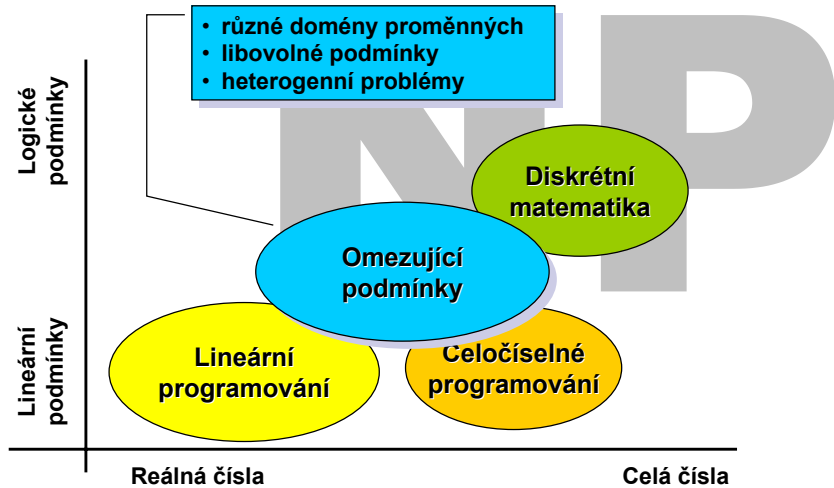 • různé domény proměnných
• libovolné podmínky
• heterogenní problémy
NP
Logické
podmínky
Diskrétní
matematika
Omezující
podmínky
Lineární
podmínky
Lineární
programování
Celočíselné
programování
Reálná čísla
Celá čísla